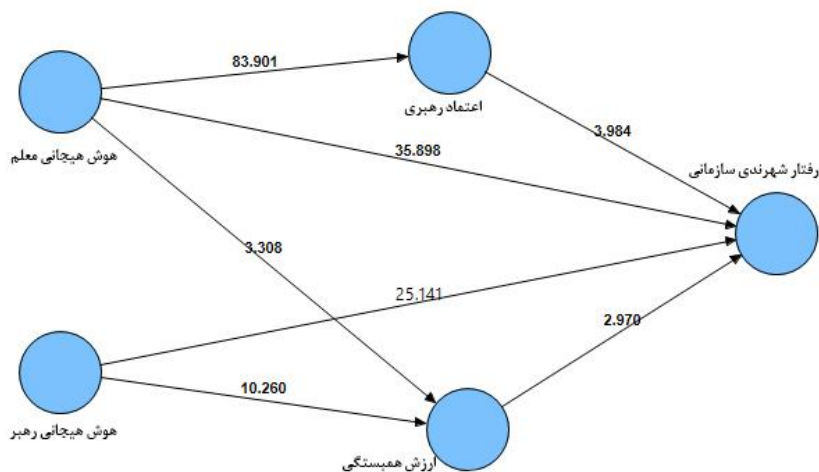 83.901
اعتماد رهبری
هوش هیجانی معلم
35.898
3.984
رفتار شهرندی سازمانی
3.308
25.141
2.970
10.260
هوش هیجانی رهبر
ارزش همبستگی